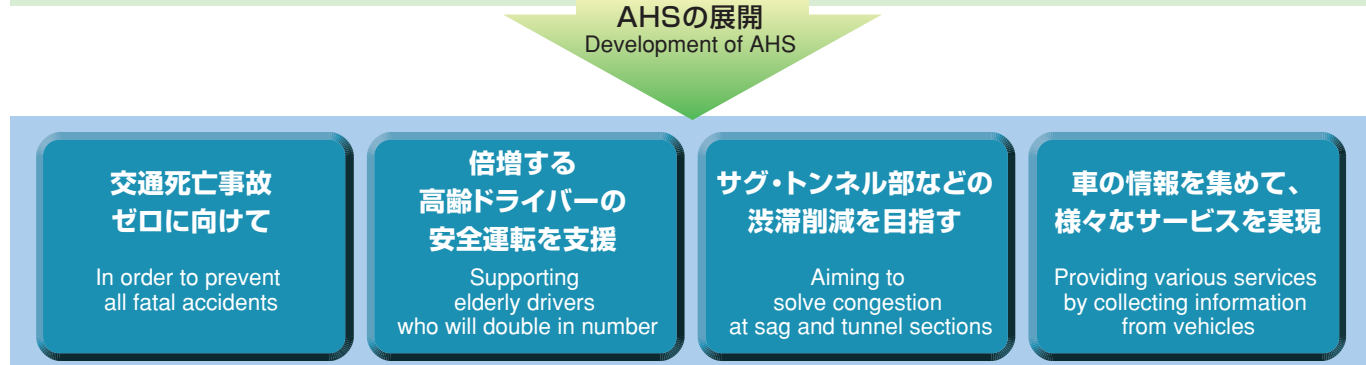 AHSの展開
Development of AHS
交通死亡事故
ゼロに向けて
In order to prevent
all fatal accidents
倍増する
高齢ドライバーの
安全運転を支援
Supporting
elderly drivers
who will double in number
サグ・トンネル部などの
渋滞削減を目指す
Aiming to
solve congestion
at sag and tunnel sections
車の情報を集めて、
様々なサービスを実現
Providing various services
by collecting information
from vehicles